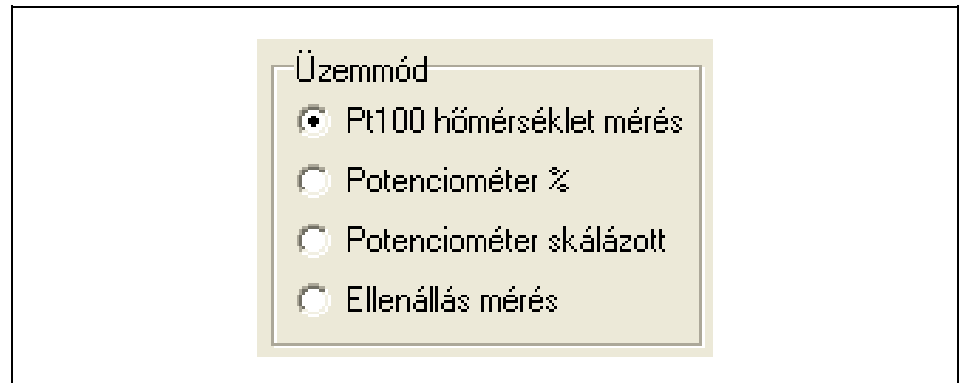 Üzemmód
Pt100 hőmérséklet mérés
Potenciométer %
Potenciométer skálázott
Ellenállás mérés